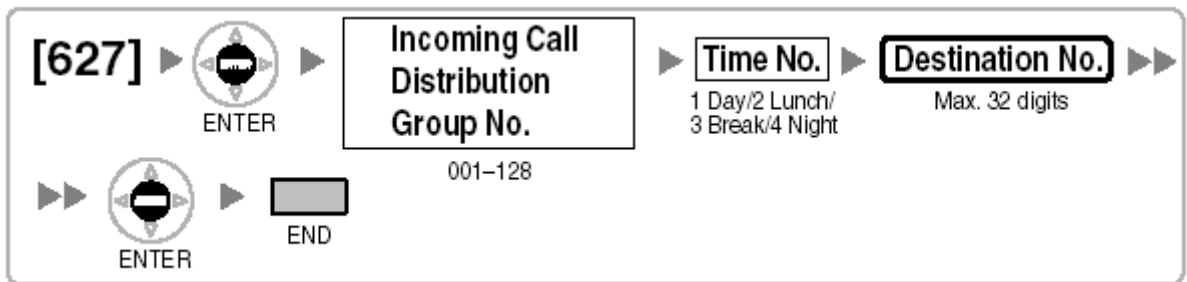 [627]
ENTER
Incoming Call
Distribution
Group No.
001–128
Time No.
1 Day/2 Lunch/
3 Break/4 Night
Destination No.
Max. 32 digits
ENTER
END